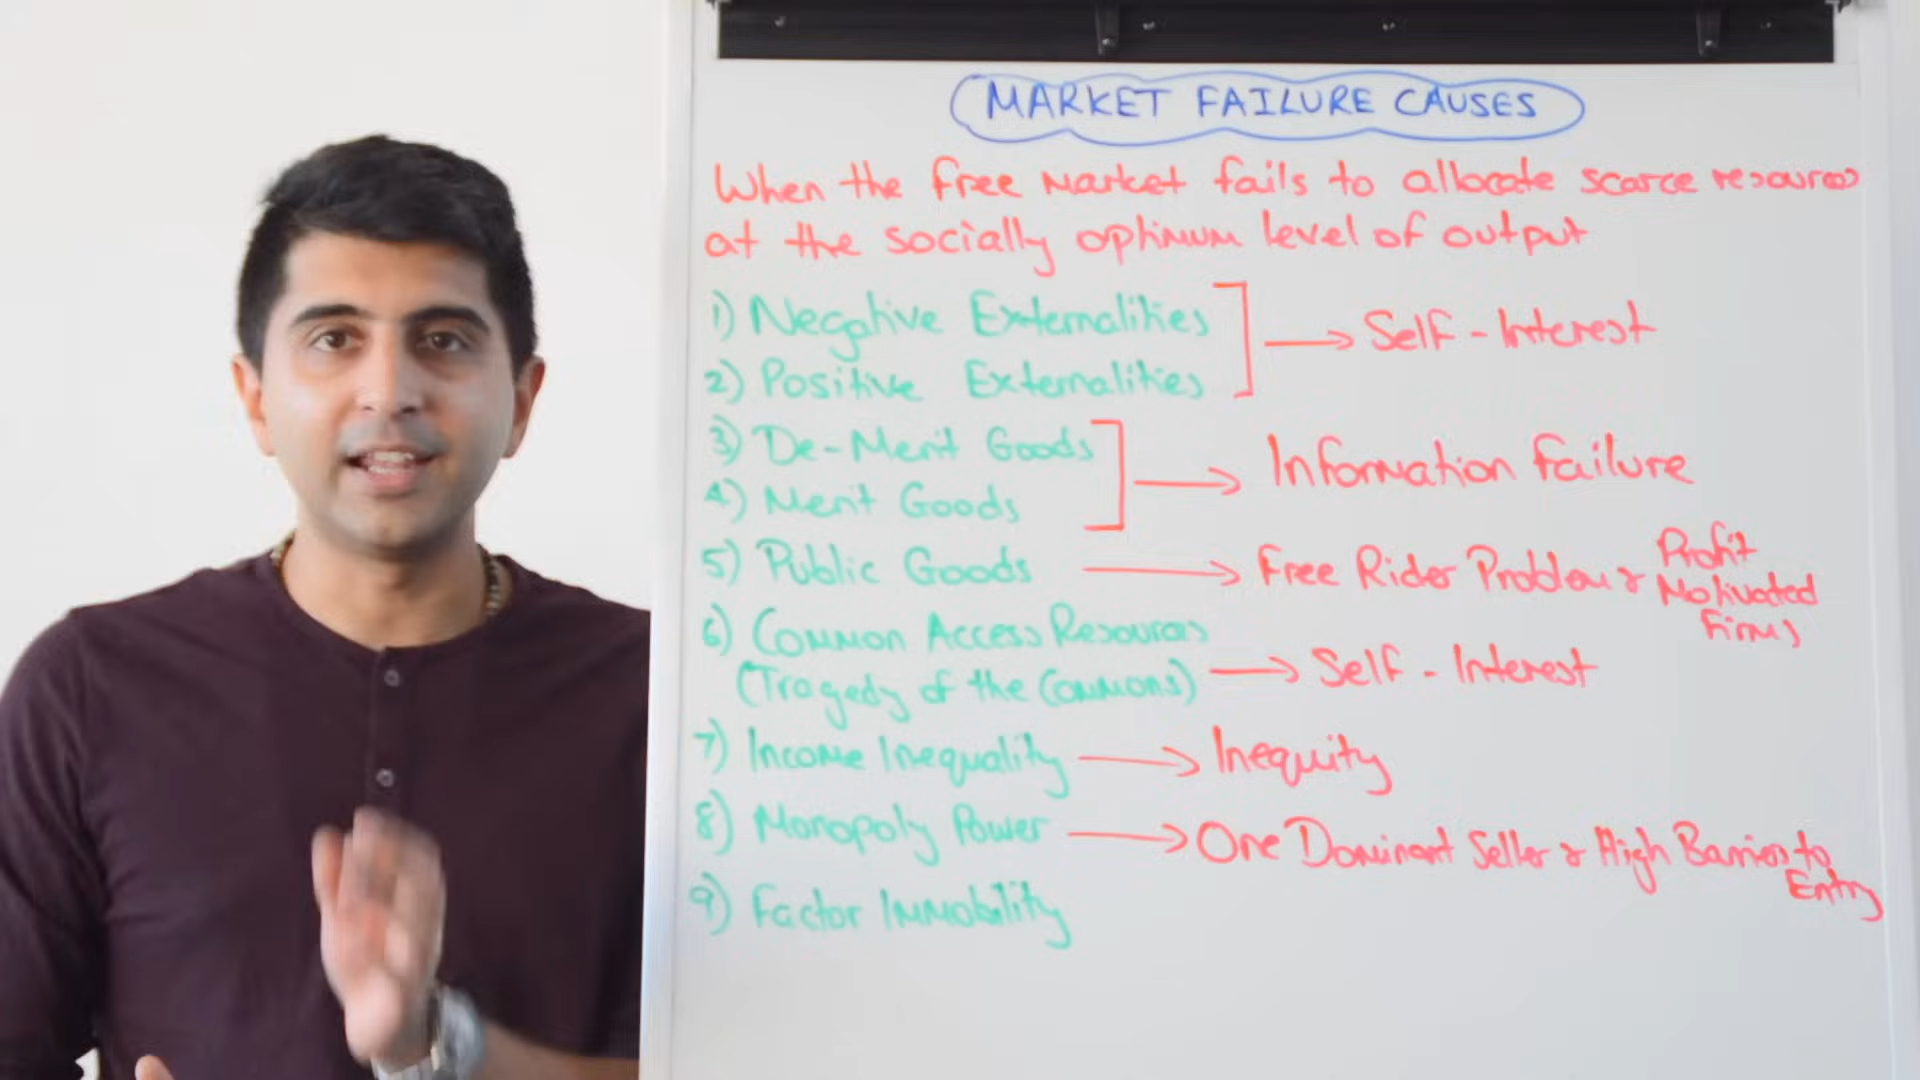 MARKET FAILURE CAUSES
When the free market fails to allocate scarce resources
at the socially optimum level of output
1) Negative Externalities
2) Positive Externalities
→ Self-Interest
3) De-Merit Goods
4) Merit Goods
→ Information Failure
5) Public Goods → Free Rider Problem & Profit
Motivated
Firms
6) Common Access Resources
(Tragedy of the Commons) → Self-Interest
7) Income Inequality → Inequity
8) Monopoly Power → One Dominant Seller & High Barriers to
Entry
9) Factor Immobility